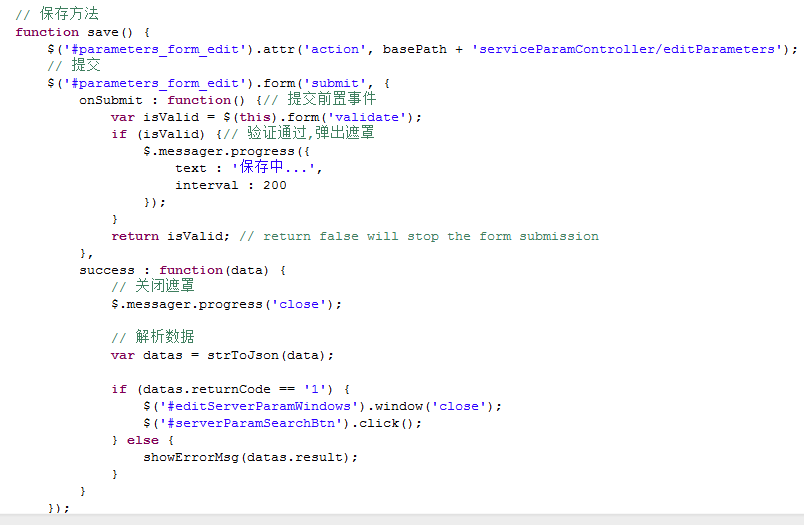 // 保存方法
function save() {
    $('#parameters_form_edit').attr('action', basePath + 'serviceParamController/editParameters');
    // 提交
    $('#parameters_form_edit').form('submit', {
        onSubmit : function() {// 提交前置事件
            var isValid = $(this).form('validate');
            if (isValid) {// 验证通过,弹出遮罩
                $.messager.progress({
                    text : '保存中...',
                    interval : 200
                });
            }
            return isValid; // return false will stop the form submission
        },
        success : function(data) {
            // 关闭遮罩
            $.messager.progress('close');

            // 解析数据
            var datas = strToJson(data);

            if (datas.returnCode == '1') {
                $('#editServerParamWindows').window('close');
                $('#serverParamSearchBtn').click();
            } else {
                showErrorMsg(datas.result);
            }
        }
    });